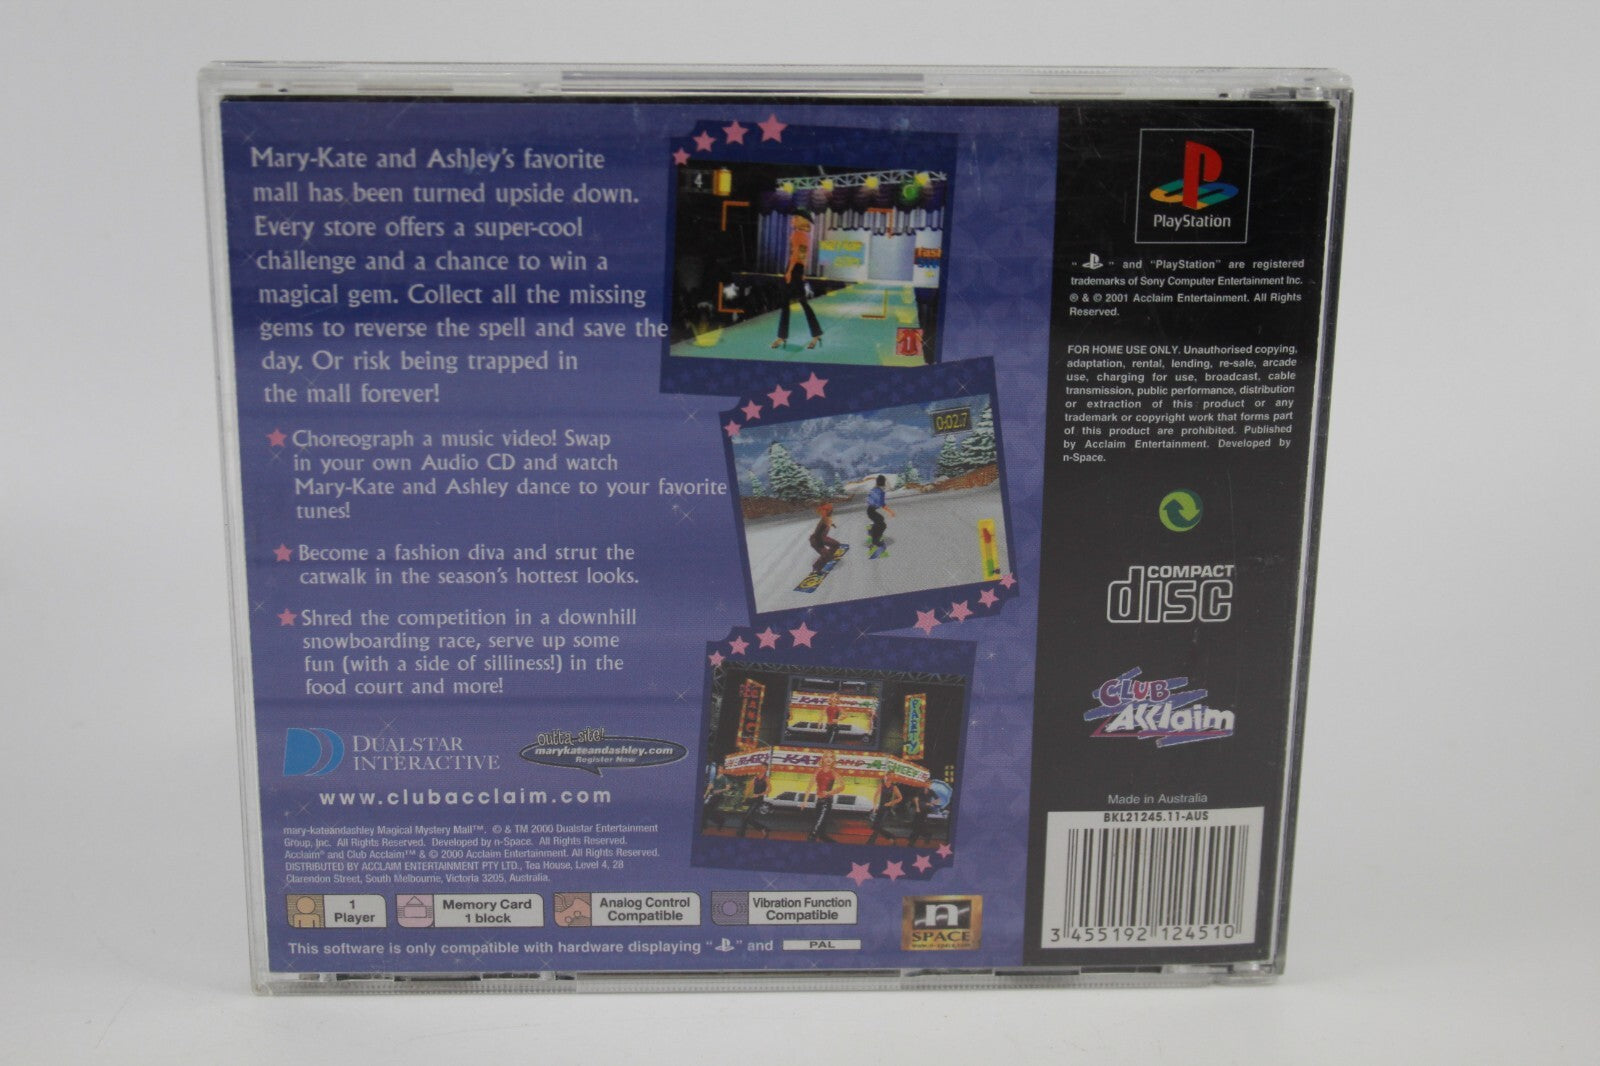 Mary-Kate and Ashley's favorite
mall has been turned upside down.
Every store offers a super-cool
challenge and a chance to win a
magical gem. Collect all the missing
gems to reverse the spell and save the
day. Or risk being trapped in
the mall forever!
Choreograph a music video! Swap
in your own Audio CD and watch
Mary-Kate and Ashley dance to your favorite
tunes!
Become a fashion diva and strut the
catwalk in the season's hottest looks.
Shred the competition in a downhill
snowboarding race, serve up some
fun (with a side of silliness!) in the
food court and more!
DUALSTAR
INTERACTIVE
Outta-site!
marykateandashley.com
Register Now
www.clubacclaim.com
mary-kateandashley Magical Mystery Mall™, © & TM 2000 Dualstar Entertainment
Group, Inc. All Rights Reserved. Developed by n-Space. All Rights Reserved.
Acclaim® and Club Acclaim™ & © 2000 Acclaim Entertainment. All Rights Reserved.
DISTRIBUTED BY ACCLAIM ENTERTAINMENT PTY LTD., Tea House, Level 4, 28
Clarendon Street, South Melbourne, Victoria 3205, Australia.
1
Player
Memory Card
1 block
Analog Control
Compatible
Vibration Function
Compatible
This software is only compatible with hardware displaying " " and PAL
4
0:02.7
KAT AND A
KAT AND ASHLEY
PARTY
n
SPACE
www.n-space.com
PlayStation
" " and "PlayStation" are registered
trademarks of Sony Computer Entertainment Inc.
® & © 2001 Acclaim Entertainment. All Rights
Reserved.
FOR HOME USE ONLY. Unauthorised copying,
adaptation, rental, lending, re-sale, arcade
use, charging for use, broadcast, cable
transmission, public performance, distribution
or extraction of this product or any
trademark or copyright work that forms part
of this product are prohibited. Published
by Acclaim Entertainment. Developed by
n-Space.
COMPACT
disc
CLUB
Acclaim
Made in Australia
BKL21245.11-AUS
3 455192 124510